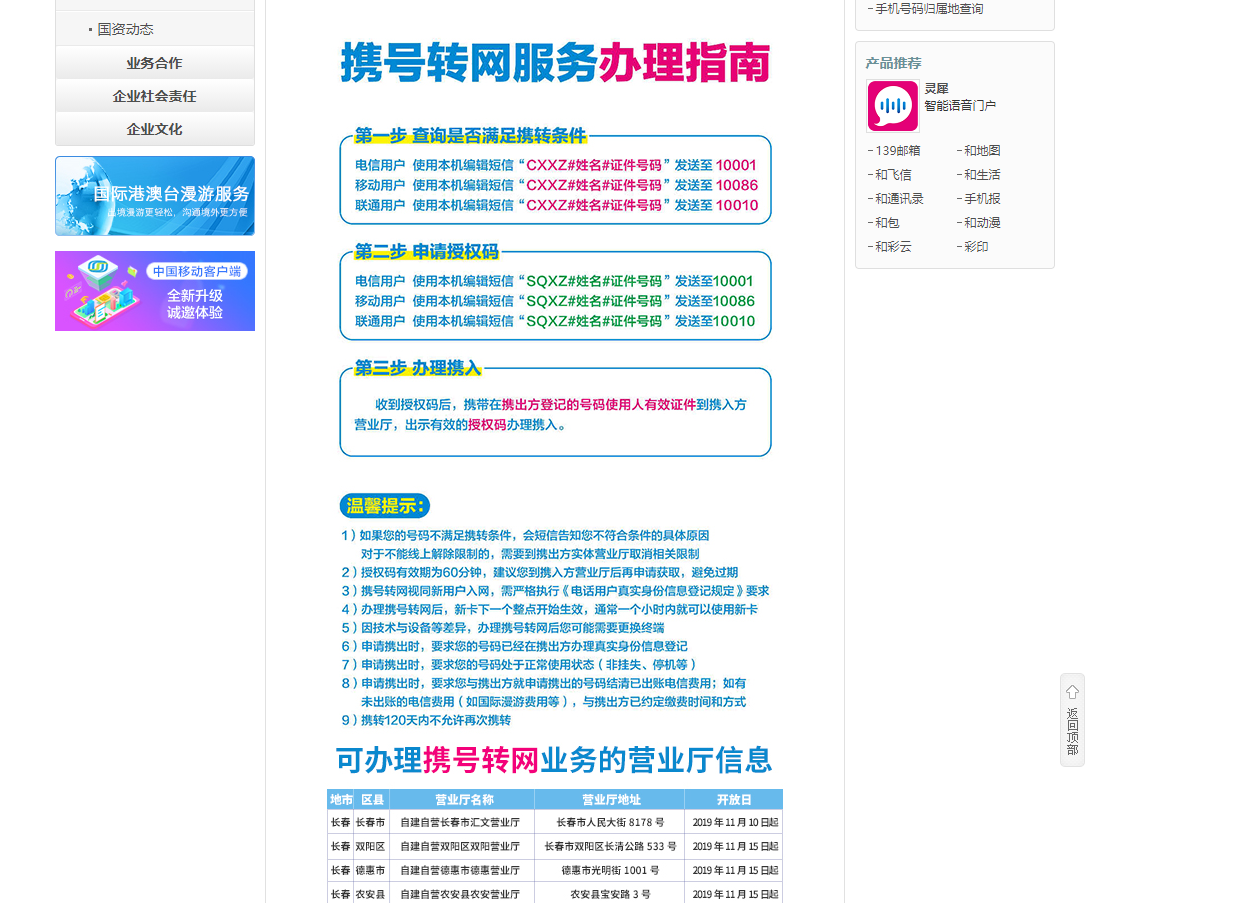 国资动态
业务合作
企业社会责任
企业文化
国际港澳台漫游服务
出境漫游更轻松，沟通境外更方便
中国移动客户端
全新升级
诚邀体验
携号转网服务办理指南
第一步 查询是否满足携转条件
电信用户 使用本机编辑短信“CXXZ#姓名#证件号码”发送至 10001
移动用户 使用本机编辑短信“CXXZ#姓名#证件号码”发送至 10086
联通用户 使用本机编辑短信“CXXZ#姓名#证件号码”发送至 10010
第二步 申请授权码
电信用户 使用本机编辑短信“SQXZ#姓名#证件号码”发送至10001
移动用户 使用本机编辑短信“SQXZ#姓名#证件号码”发送至10086
联通用户 使用本机编辑短信“SQXZ#姓名#证件号码”发送至10010
第三步 办理携入
收到授权码后，携带在携出方登记的号码使用人有效证件到携入方
营业厅，出示有效的授权码办理携入。
温馨提示：
1）如果您的号码不满足携转条件，会短信告知您不符合条件的具体原因
对于不能线上解除限制的，需要到携出方实体营业厅取消相关限制
2）授权码有效期为60分钟，建议您到携入方营业厅后再申请获取，避免过期
3）携号转网视同新用户入网，需严格执行《电话用户真实身份信息登记规定》要求
4）办理携号转网后，新卡下一个整点开始生效，通常一个小时内就可以使用新卡
5）因技术与设备等差异，办理携号转网后您可能需要更换终端
6）申请携出时，要求您的号码已经在携出方办理真实身份信息登记
7）申请携出时，要求您的号码处于正常使用状态（非挂失、停机等）
8）申请携出时，要求您与携出方就申请携出的号码结清已出账电信费用；如有
未出账的电信费用（如国际漫游费用等），与携出方已约定缴费时间和方式
9）携转120天内不允许再次携转
可办理携号转网业务的营业厅信息
地市 区县 营业厅名称 营业厅地址 开放日
长春 长春市 自建自营长春市汇文营业厅 长春市人民大街 8178 号 2019 年 11 月 10 日起
长春 双阳区 自建自营双阳区双阳营业厅 长春市双阳区长清公路 533 号 2019 年 11 月 15 日起
长春 德惠市 自建自营德惠市德惠营业厅 德惠市光明街 1001 号 2019 年 11 月 15 日起
长春 农安县 自建自营农安县农安营业厅 农安县宝安路 3 号 2019 年 11 月 15 日起
手机号码归属地查询
产品推荐
灵犀
智能语音门户
139邮箱 和地图
和飞信 和生活
和通讯录 手机报
和包 和动漫
和彩云 彩印
返回顶部